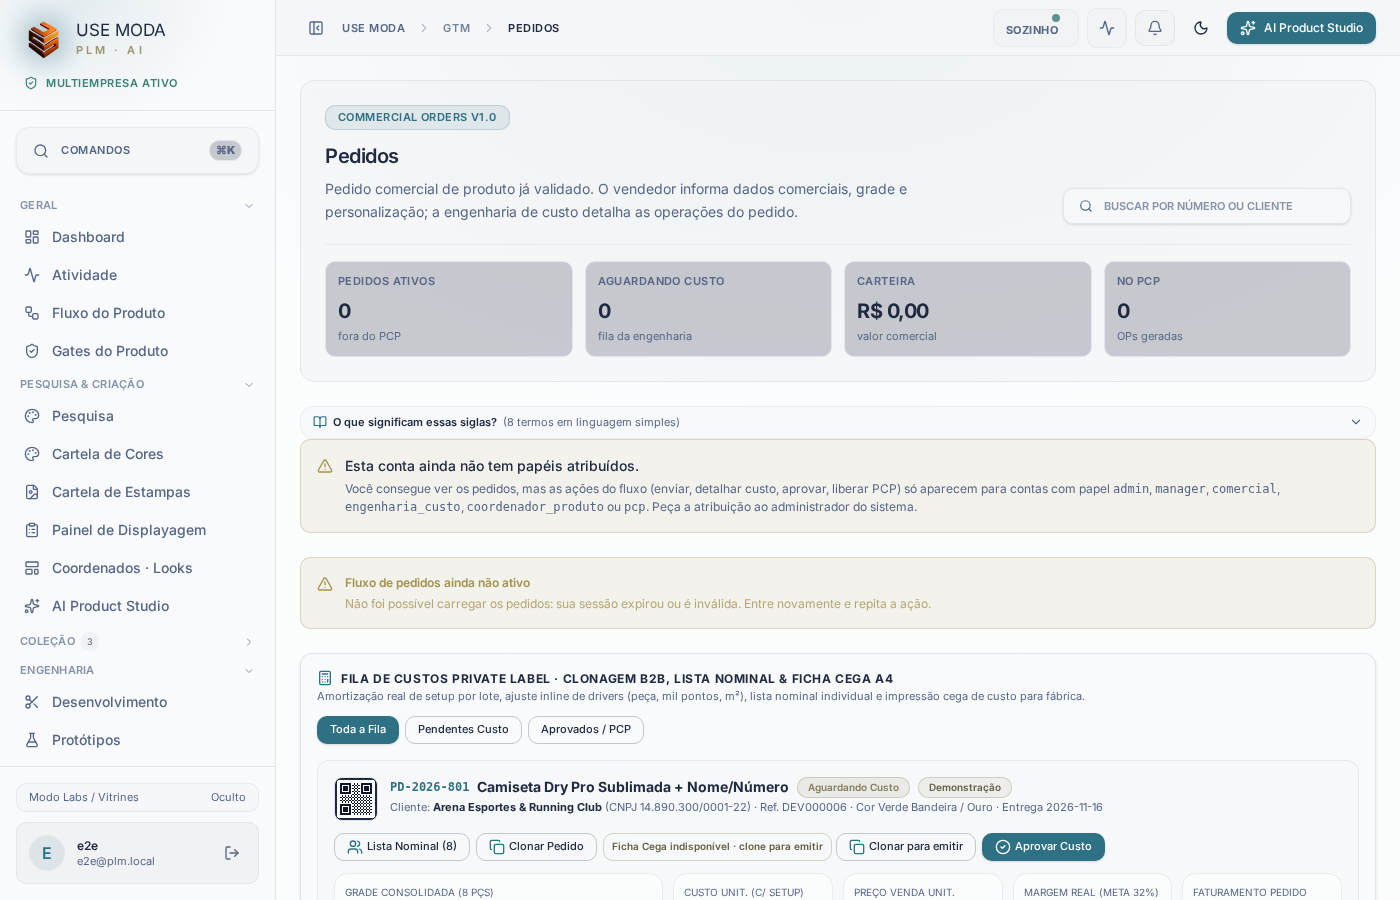 USE MODA
PLM · AI
MULTIEMPRESA ATIVO
COMANDOS
⌘K
GERAL
Dashboard
Atividade
Fluxo do Produto
Gates do Produto
PESQUISA & CRIAÇÃO
Pesquisa
Cartela de Cores
Cartela de Estampas
Painel de Displayagem
Coordenados · Looks
AI Product Studio
COLEÇÃO 3
ENGENHARIA
Desenvolvimento
Protótipos
Modo Labs / Vitrines Oculto
E
e2e
e2e@plm.local
USE MODA GTM PEDIDOS
SOZINHO
AI Product Studio
COMMERCIAL ORDERS V1.0
Pedidos
Pedido comercial de produto já validado. O vendedor informa dados comerciais, grade e
personalização; a engenharia de custo detalha as operações do pedido.
BUSCAR POR NÚMERO OU CLIENTE
PEDIDOS ATIVOS
0
fora do PCP
AGUARDANDO CUSTO
0
fila da engenharia
CARTEIRA
R$ 0,00
valor comercial
NO PCP
0
OPs geradas
O que significam essas siglas? (8 termos em linguagem simples)
Esta conta ainda não tem papéis atribuídos.
Você consegue ver os pedidos, mas as ações do fluxo (enviar, detalhar custo, aprovar, liberar PCP) só aparecem para contas com papel admin, manager, comercial,
engenharia_custo, coordenador_produto ou pcp. Peça a atribuição ao administrador do sistema.
Fluxo de pedidos ainda não ativo
Não foi possível carregar os pedidos: sua sessão expirou ou é inválida. Entre novamente e repita a ação.
FILA DE CUSTOS PRIVATE LABEL · CLONAGEM B2B, LISTA NOMINAL & FICHA CEGA A4
Amortização real de setup por lote, ajuste inline de drivers (peça, mil pontos, m²), lista nominal individual e impressão cega de custo para fábrica.
Toda a Fila
Pendentes Custo
Aprovados / PCP
PD-2026-801 Camiseta Dry Pro Sublimada + Nome/Número Aguardando Custo Demonstração
Cliente: Arena Esportes & Running Club (CNPJ 14.890.300/0001-22) · Ref. DEV000006 · Cor Verde Bandeira / Ouro · Entrega 2026-11-16
Lista Nominal (8)
Clonar Pedido
Ficha Cega indisponível · clone para emitir
Clonar para emitir
Aprovar Custo
GRADE CONSOLIDADA (8 PÇS)
CUSTO UNIT. (C/ SETUP)
PREÇO VENDA UNIT.
MARGEM REAL (META 32%)
FATURAMENTO PEDIDO